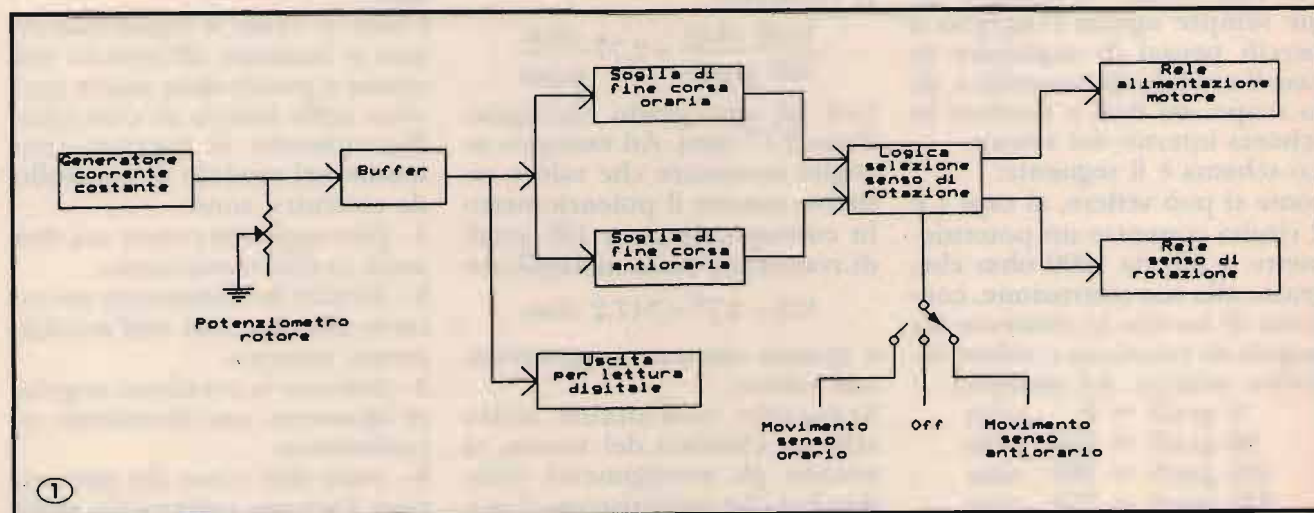 Generatore
corrente
costante
Buffer
Potenziometro
rotore
Soglia di
fine corsa
oraria
Soglia di
fine corsa
antioraria
Uscita
per lettura
digitale
Logica
selezione
senso di
rotazione
Rele
alimentazione
motore
Rele
senso di
rotazione
Movimento
senso
orario
Off
Movimento
senso
antiorario
1